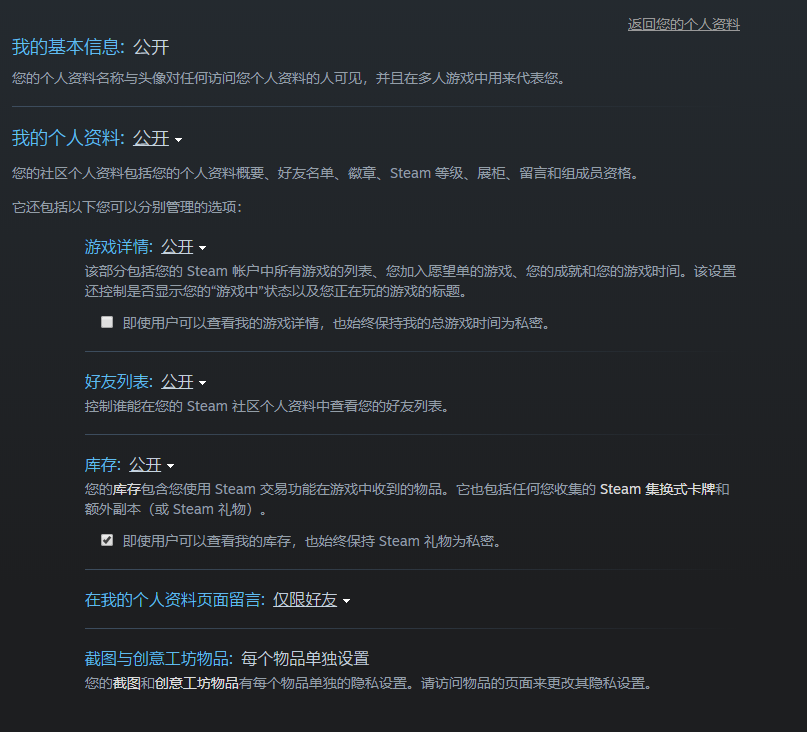 返回您的个人资料
我的基本信息: 公开
您的个人资料名称与头像对任何访问您个人资料的人可见，并且在多人游戏中用来代表您。
我的个人资料: 公开
您的社区个人资料包括您的个人资料概要、好友名单、徽章、Steam 等级、展柜、留言和组成员资格。
它还包括以下您可以分别管理的选项：
游戏详情: 公开
该部分包括您的 Steam 帐户中所有游戏的列表、您加入愿望单的游戏、您的成就和您的游戏时间。该设置
还控制是否显示您的“游戏中”状态以及您正在玩的游戏的标题。
即使用户可以查看我的游戏详情，也始终保持我的总游戏时间为私密。
好友列表: 公开
控制谁能在您的 Steam 社区个人资料中查看您的好友列表。
库存: 公开
您的库存包含您使用 Steam 交易功能在游戏中收到的物品。它也包括任何您收集的 Steam 集换式卡牌和
额外副本（或 Steam 礼物）。
即使用户可以查看我的库存，也始终保持 Steam 礼物为私密。
在我的个人资料页面留言: 仅限好友
截图与创意工坊物品: 每个物品单独设置
您的截图和创意工坊物品有每个物品单独的隐私设置。请访问物品的页面来更改其隐私设置。